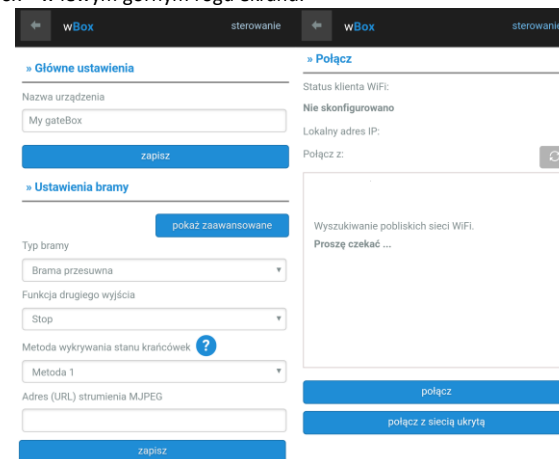 w lewym górnym rogu ekranu.
wBox
sterowanie
» Główne ustawienia
Nazwa urządzenia
My gateBox
zapisz
» Ustawienia bramy
pokaż zaawansowane
Typ bramy
Brama przesuwna
Funkcja drugiego wyjścia
Stop
Metoda wykrywania stanu krańcówek ?
Metoda 1
Adres (URL) strumienia MJPEG
zapisz
wBox
sterowanie
» Połącz
Status klienta WiFi:
Nie skonfigurowano
Lokalny adres IP:
Połącz z:
Wyszukiwanie pobliskich sieci WiFi.
Proszę czekać ...
połącz
połącz z siecią ukrytą